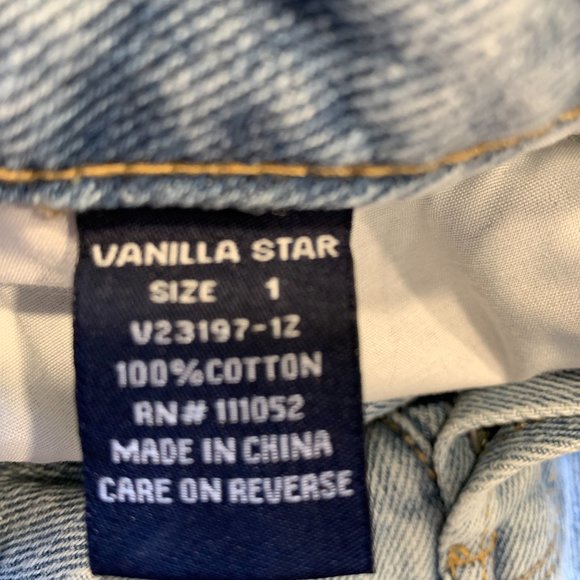 VANILLA STAR
SIZE 1
V23197-1Z
100%COTTON
RN# 111052
MADE IN CHINA
CARE ON REVERSE